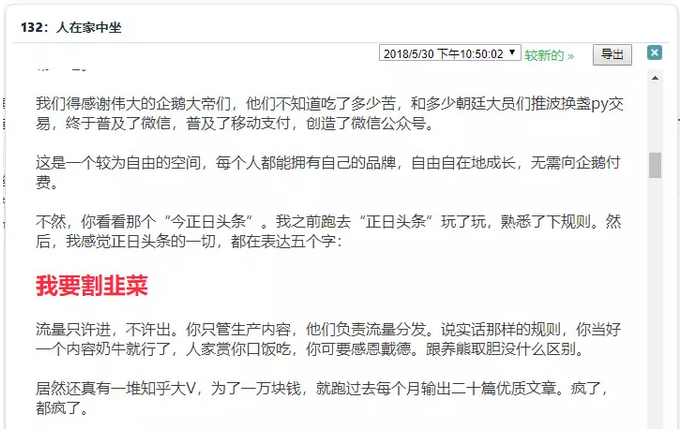 132：人在家中坐
2018/5/30 下午10:50:02
较新的 »
导出
我们得感谢伟大的企鹅大帝们，他们不知道吃了多少苦，和多少朝廷大员们推波换盏py交
易，终于普及了微信，普及了移动支付，创造了微信公众号。
这是一个较为自由的空间，每个人都能拥有自己的品牌，自由自在地成长，无需向企鹅付
费。
不然，你看看那个“今正日头条”。我之前跑去“正日头条”玩了玩，熟悉了下规则。然
后，我感觉正日头条的一切，都在表达五个字：
我要割韭菜
流量只许进，不许出。你只管生产内容，他们负责流量分发。说实话那样的规则，你当好
一个内容奶牛就行了，人家赏你口饭吃，你可要感恩戴德。跟养熊取胆没什么区别。
居然还真有一堆知乎大V，为了一万块钱，就跑过去每个月输出二十篇优质文章。疯了，
都疯了。